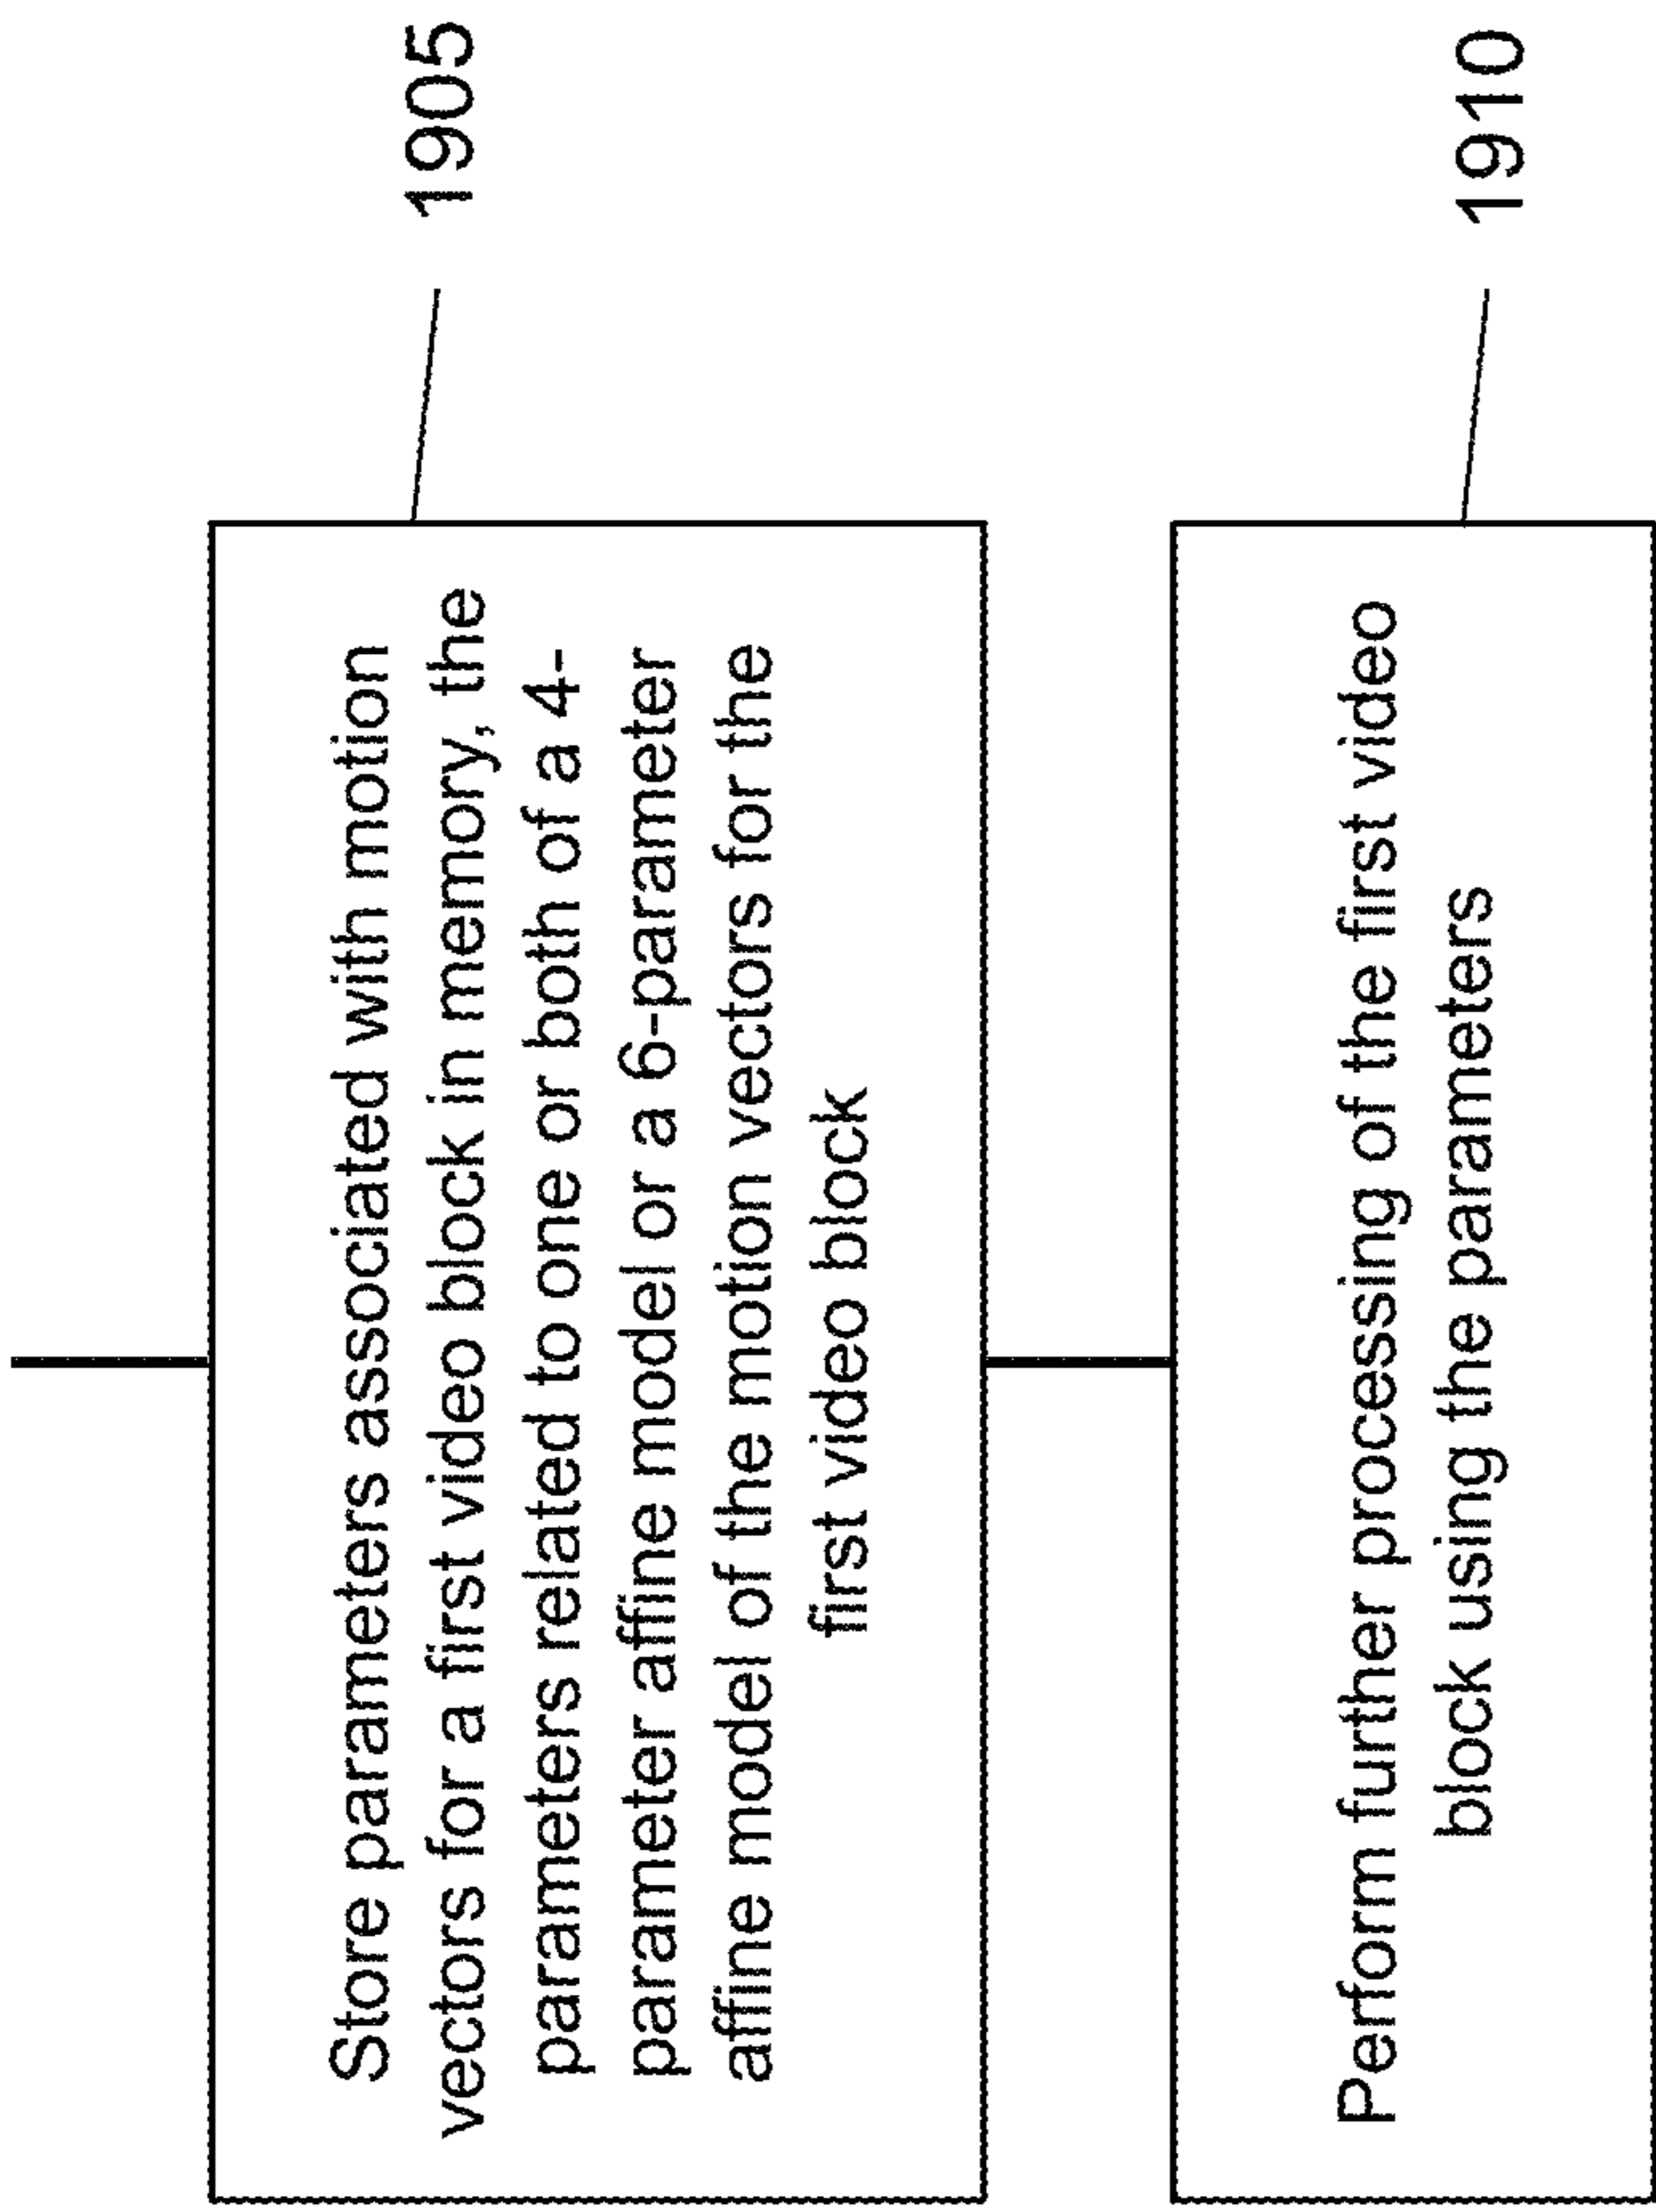 Store parameters associated with motion
vectors for a first video block in memory, the
parameters related to one or both of a 4-
parameter affine model or a 6-parameter
affine model of the motion vectors for the
first video block
1905
Perform further processing of the first video
block using the parameters
1910